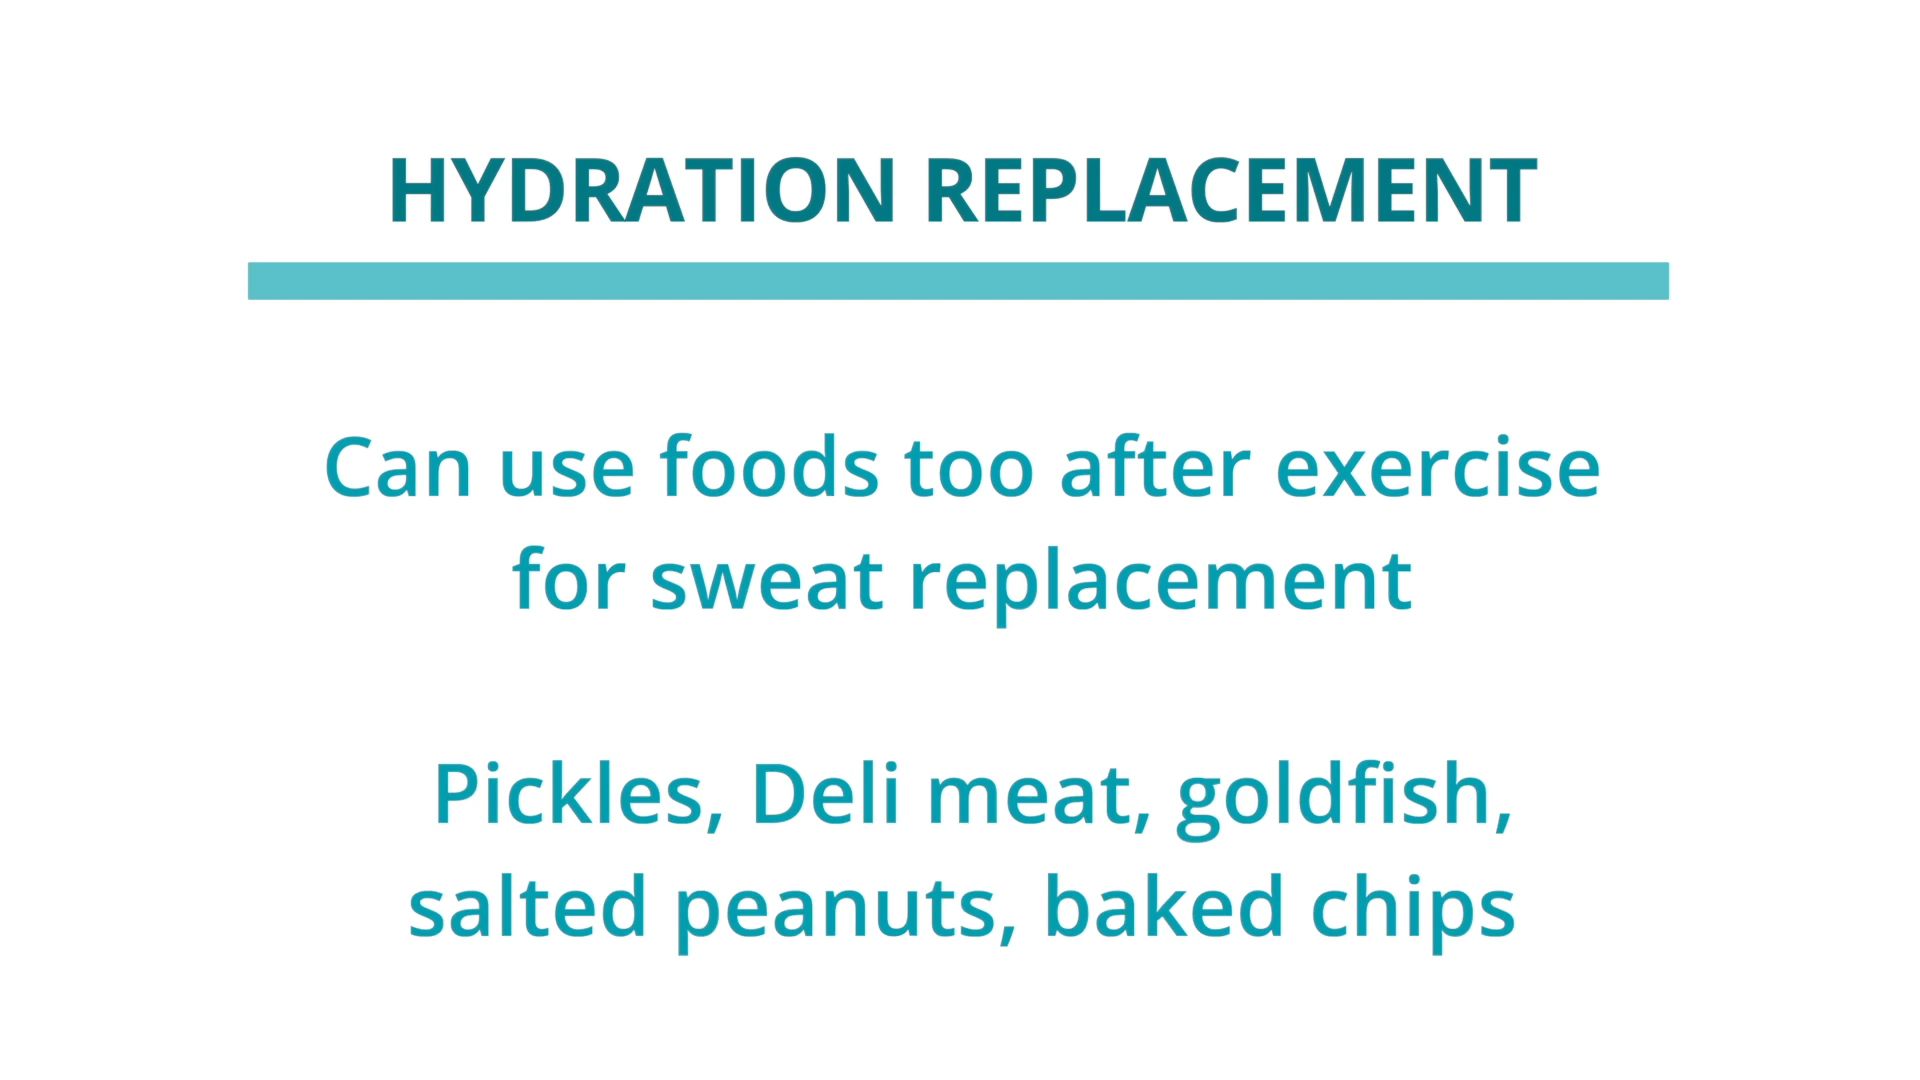 HYDRATION REPLACEMENT
Can use foods too after exercise
for sweat replacement
Pickles, Deli meat, goldfish,
salted peanuts, baked chips